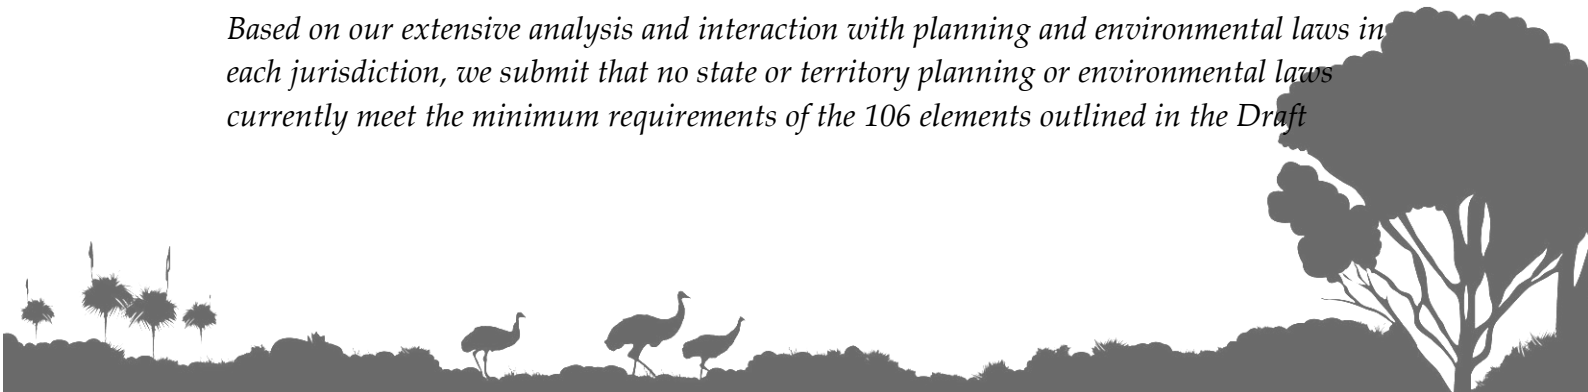 Based on our extensive analysis and interaction with planning and environmental laws in
each jurisdiction, we submit that no state or territory planning or environmental laws
currently meet the minimum requirements of the 106 elements outlined in the Draft